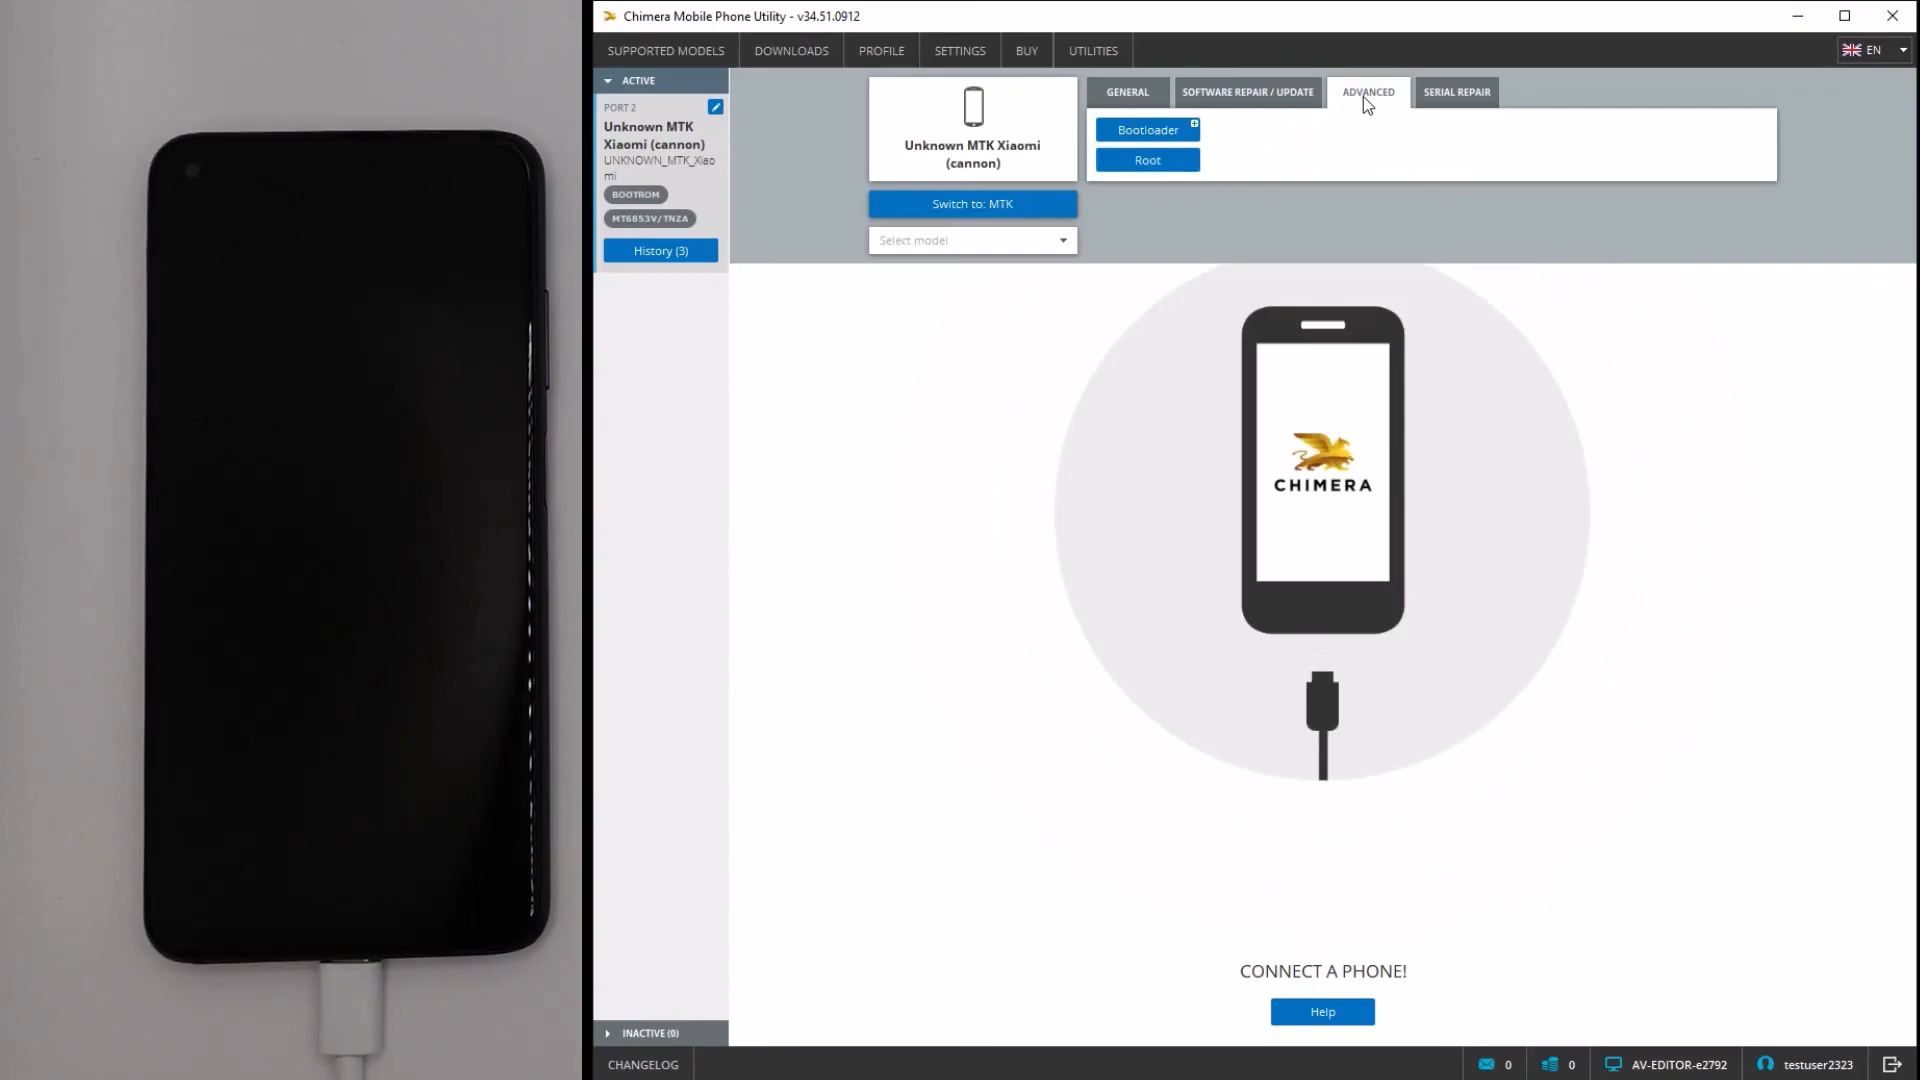 Chimera Mobile Phone Utility - v34.51.0912
SUPPORTED MODELS DOWNLOADS PROFILE SETTINGS BUY UTILITIES EN
ACTIVE
PORT 2
Unknown MTK
Xiaomi (cannon)
UNKNOWN_MTK_Xiao
mi
BOOTROM
MT6853V/TNZA
History (3)
Unknown MTK Xiaomi
(cannon)
Switch to: MTK
Select model
GENERAL SOFTWARE REPAIR / UPDATE ADVANCED SERIAL REPAIR
Bootloader
Root
CHIMERA
CONNECT A PHONE!
Help
INACTIVE (0)
CHANGELOG 0 0 AV-EDITOR-e2792 testuser2323